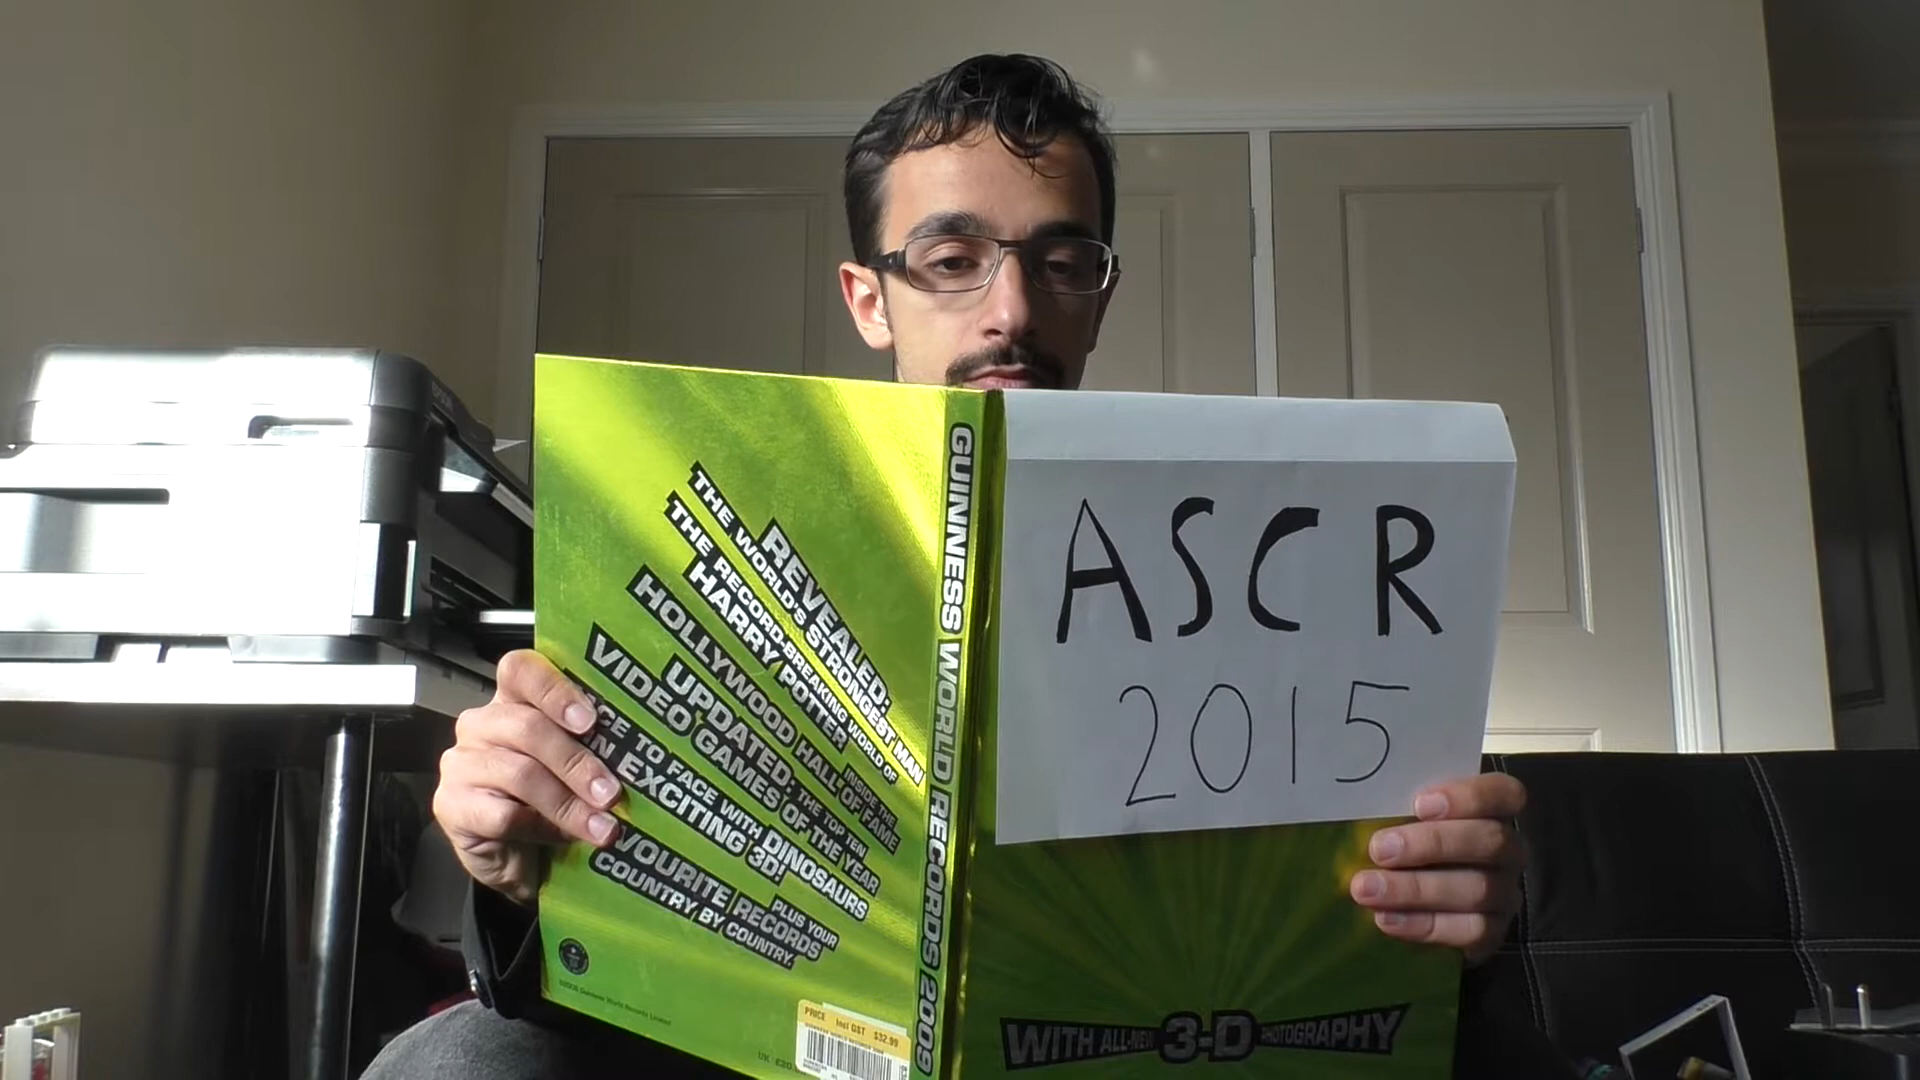 REVEALED:
THE WORLD'S STRONGEST MAN
THE RECORD-BREAKING WORLD OF
HARRY POTTER
INSIDE THE
HOLLYWOOD HALL OF FAME
UPDATED: THE TOP TEN
VIDEO GAMES OF THE YEAR
TO FACE WITH DINOSAURS
IN EXCITING 3D!
PLUS YOUR
RECORDS
COUNTRY BY COUNTRY.
PRICE Incl GST $32.99
GUINNESS WORLD RECORDS 2009
ASCR
2015
WITH ALL-NEW 3-D PHOTOGRAPHY